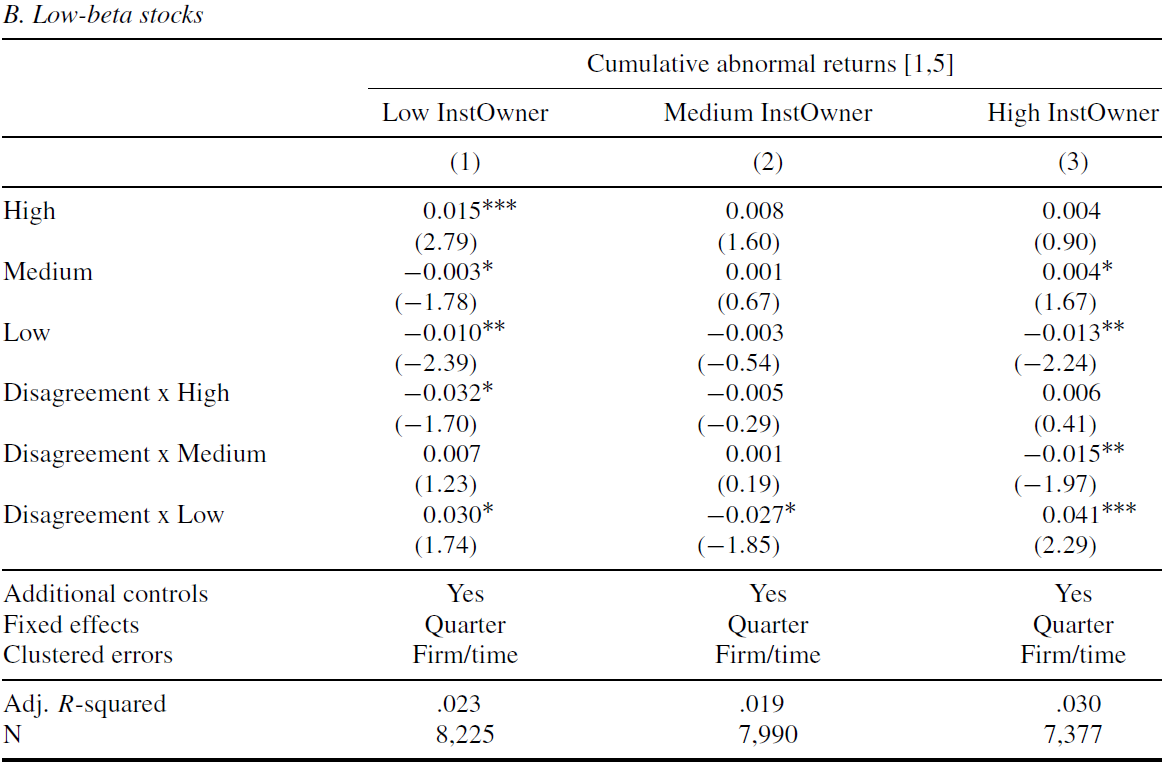 B. Low-beta stocks
Cumulative abnormal returns [1,5]
Low InstOwner Medium InstOwner High InstOwner
(1) (2) (3)
High 0.015*** 0.008 0.004
(2.79) (1.60) (0.90)
Medium −0.003* 0.001 0.004*
(−1.78) (0.67) (1.67)
Low −0.010** −0.003 −0.013**
(−2.39) (−0.54) (−2.24)
Disagreement x High −0.032* −0.005 0.006
(−1.70) (−0.29) (0.41)
Disagreement x Medium 0.007 0.001 −0.015**
(1.23) (0.19) (−1.97)
Disagreement x Low 0.030* −0.027* 0.041***
(1.74) (−1.85) (2.29)
Additional controls Yes Yes Yes
Fixed effects Quarter Quarter Quarter
Clustered errors Firm/time Firm/time Firm/time
Adj. R-squared .023 .019 .030
N 8,225 7,990 7,377